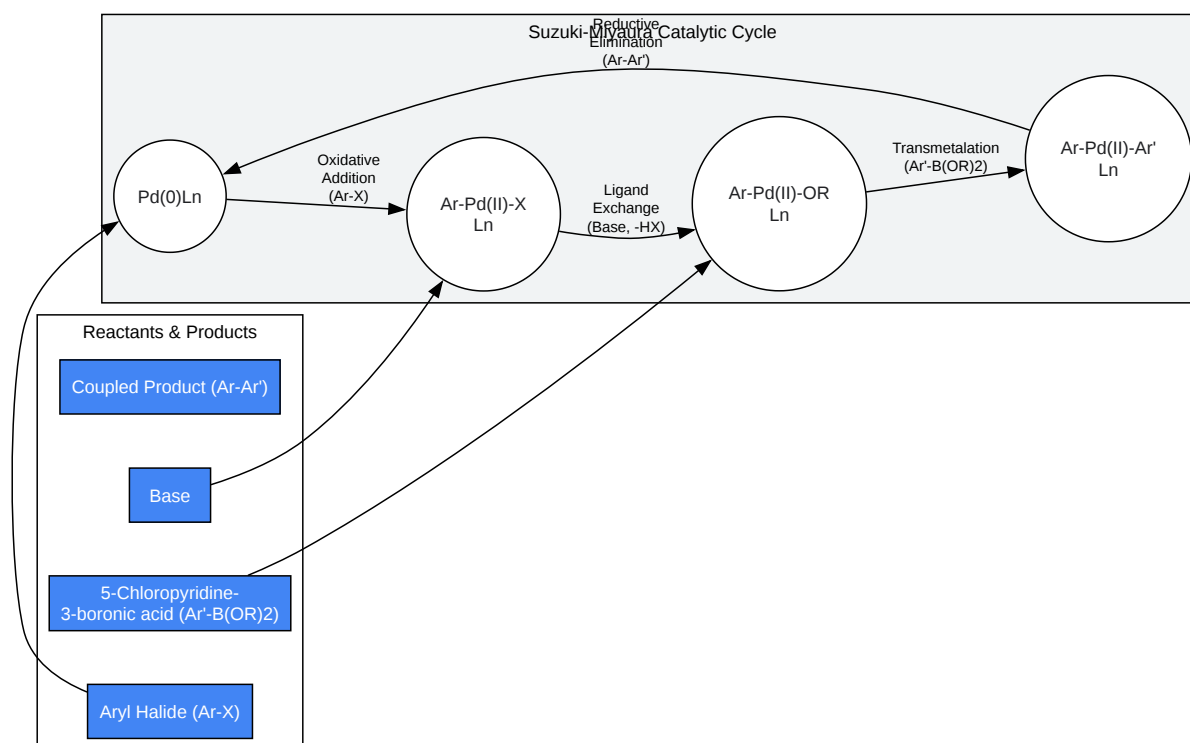 Suzuki-Miyaura Catalytic Cycle
Reductive
Elimination
(Ar-Ar')
Pd(0)Ln
Oxidative
Addition
(Ar-X)
Ar-Pd(II)-X
Ln
Ligand
Exchange
(Base, -HX)
Ar-Pd(II)-OR
Ln
Transmetalation
(Ar'-B(OR)2)
Ar-Pd(II)-Ar'
Ln
Reactants & Products
Coupled Product (Ar-Ar')
Base
5-Chloropyridine-
3-boronic acid (Ar'-B(OR)2)
Aryl Halide (Ar-X)